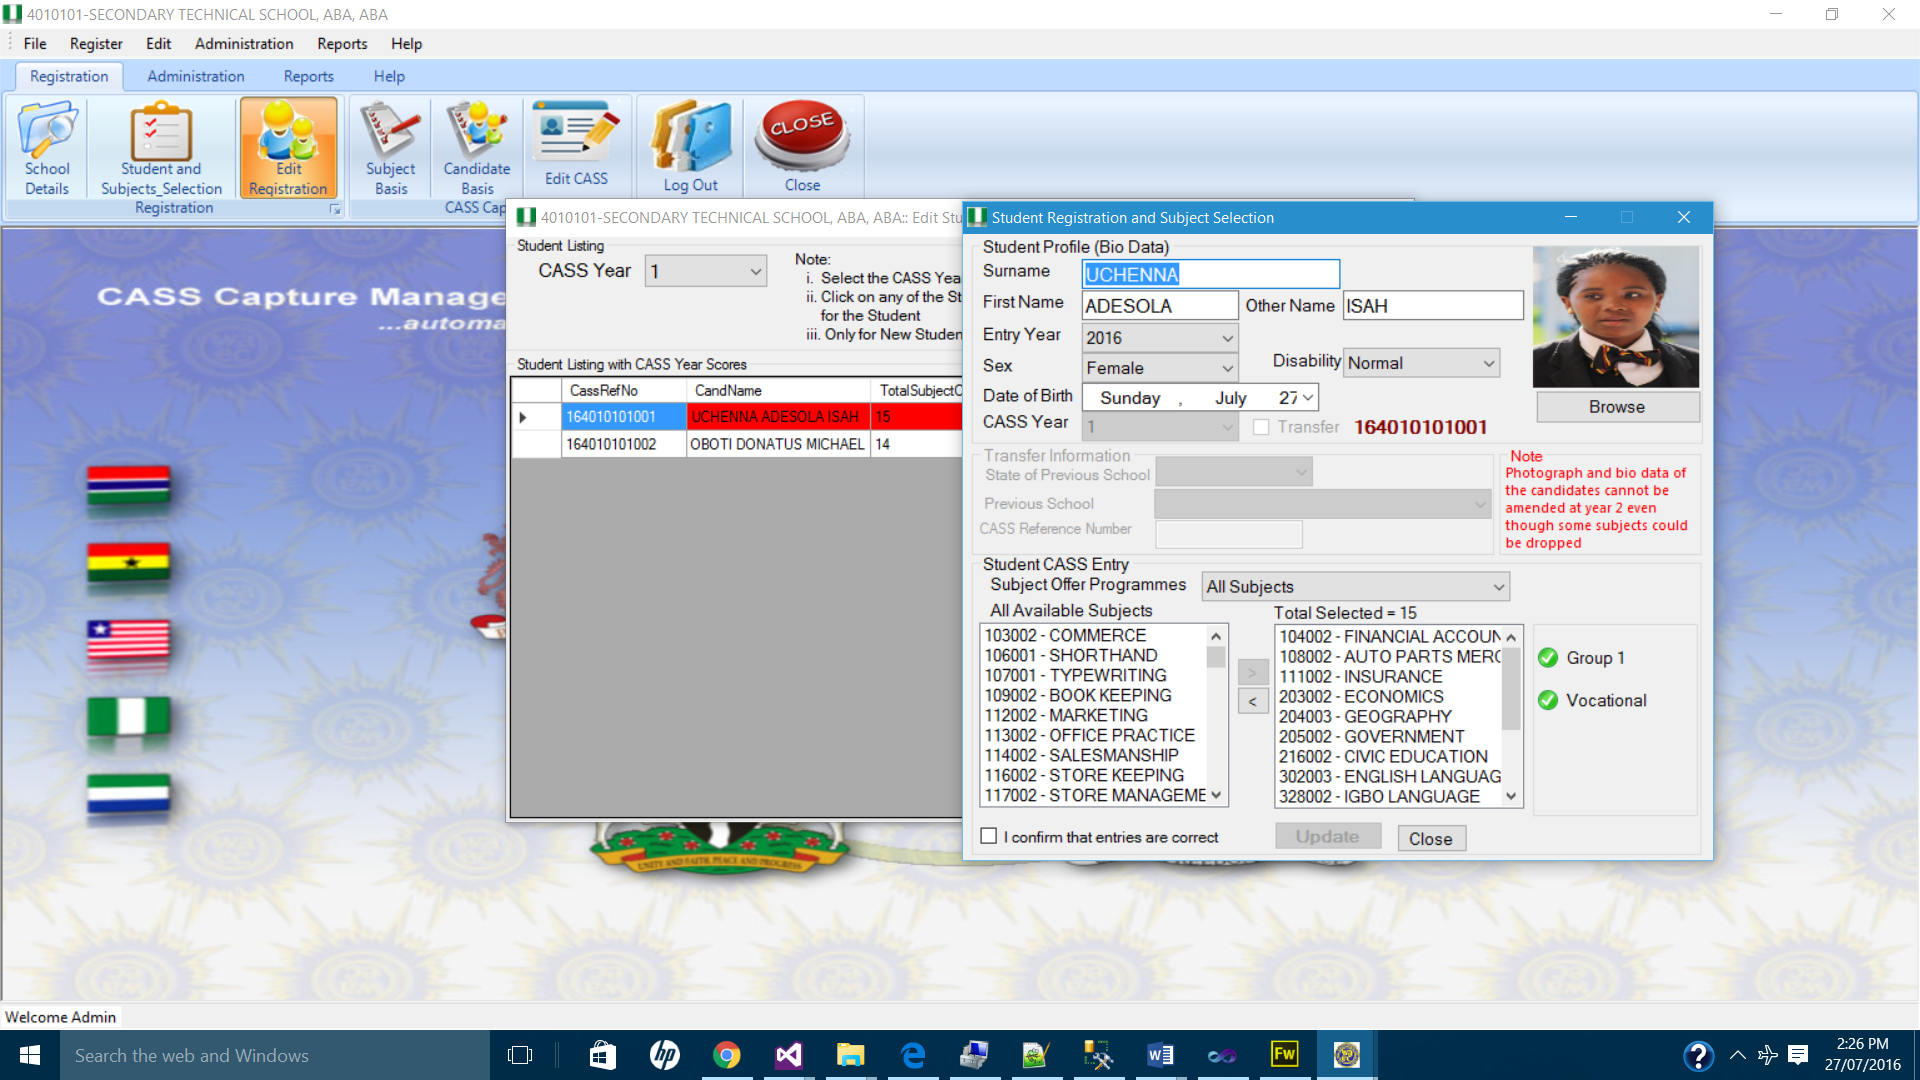 4010101-SECONDARY TECHNICAL SCHOOL, ABA, ABA
File Register Edit Administration Reports Help
Registration Administration Reports Help
School Details
Student and Subjects_Selection
Edit Registration
Registration
Subject Basis
Candidate Basis
Edit CASS
CASS Cap
Log Out
CLOSE
Close
CASS Capture Manage
...automa
4010101-SECONDARY TECHNICAL SCHOOL, ABA, ABA:: Edit Stu
Student Listing
CASS Year 1
Note:
i. Select the CASS Yea
ii. Click on any of the St
for the Student
iii. Only for New Studen
Student Listing with CASS Year Scores
CassRefNo CandName TotalSubjectO
164010101001 UCHENNA ADESOLA ISAH 15
164010101002 OBOTI DONATUS MICHAEL 14
Student Registration and Subject Selection
Student Profile (Bio Data)
Surname UCHENNA
First Name ADESOLA Other Name ISAH
Entry Year 2016
Sex Female Disability Normal
Date of Birth Sunday , July 27
CASS Year 1 Transfer 164010101001
Browse
Transfer Information
State of Previous School
Previous School
CASS Reference Number
Note
Photograph and bio data of
the candidates cannot be
amended at year 2 even
though some subjects could
be dropped
Student CASS Entry
Subject Offer Programmes All Subjects
All Available Subjects
103002 - COMMERCE
106001 - SHORTHAND
107001 - TYPEWRITING
109002 - BOOK KEEPING
112002 - MARKETING
113002 - OFFICE PRACTICE
114002 - SALESMANSHIP
116002 - STORE KEEPING
117002 - STORE MANAGEME
>
<
Total Selected = 15
104002 - FINANCIAL ACCOUN
108002 - AUTO PARTS MERC
111002 - INSURANCE
203002 - ECONOMICS
204003 - GEOGRAPHY
205002 - GOVERNMENT
216002 - CIVIC EDUCATION
302003 - ENGLISH LANGUAG
328002 - IGBO LANGUAGE
Group 1
Vocational
I confirm that entries are correct Update Close
UNITY AND FAITH, PEACE AND PROGRESS
Welcome Admin
Search the web and Windows
hp
Fw
2:26 PM
27/07/2016